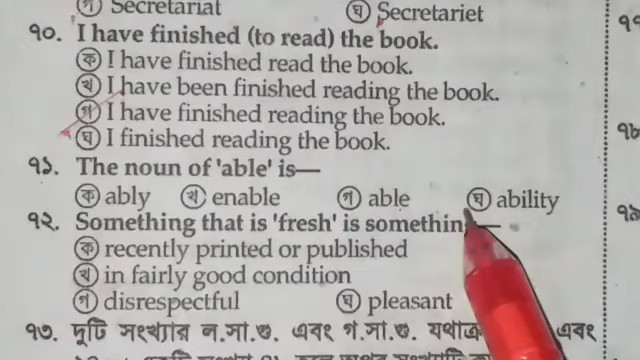 গ Secretariat ঘ Secretariet
৭০. I have finished (to read) the book.
ক I have finished read the book.
খ I have been finished reading the book.
গ I have finished reading the book.
ঘ I finished reading the book.
৭১. The noun of 'able' is—
ক ably খ enable গ able ঘ ability
৭২. Something that is 'fresh' is somethin
ক recently printed or published
খ in fairly good condition
গ disrespectful ঘ pleasant
৭৩. দুটি সংখ্যার ল.সা.গু. এবং গ.সা.গু. এবং